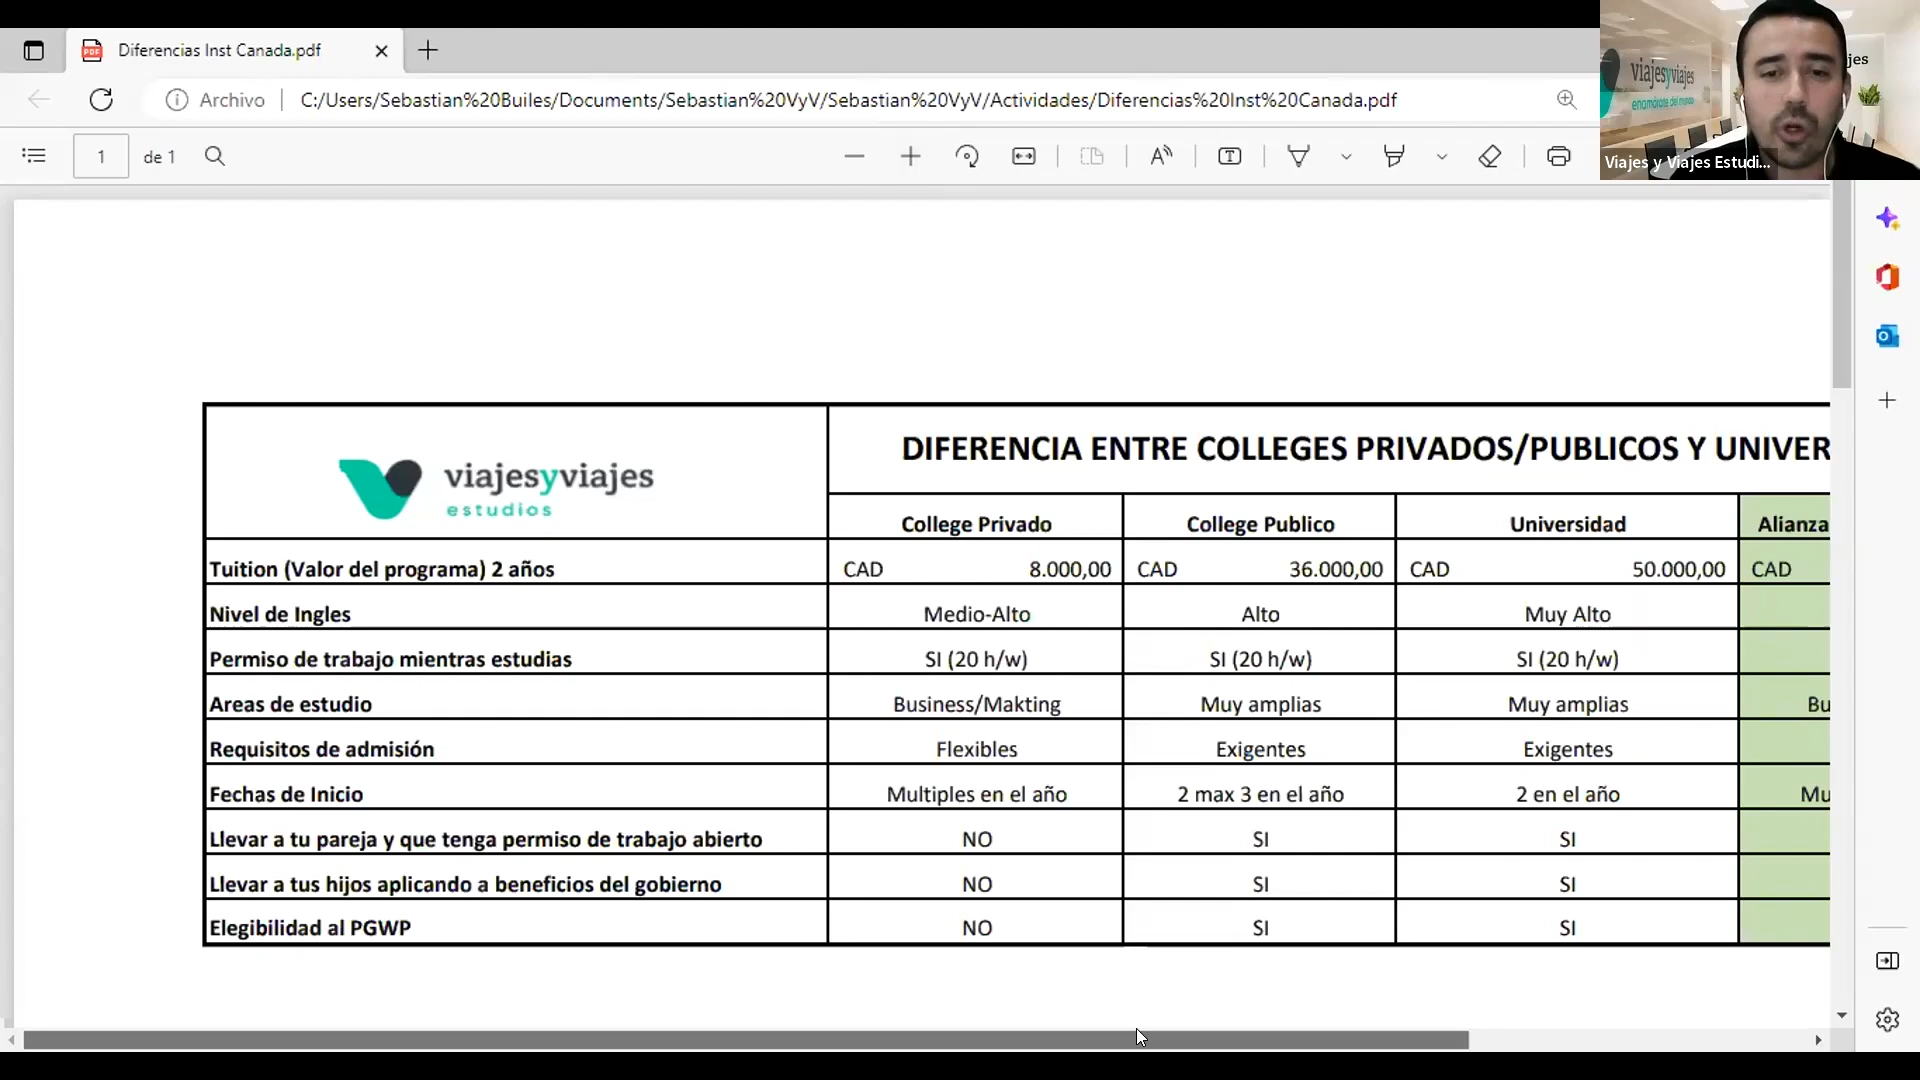 Diferencias Inst Canada.pdf
Archivo
C:/Users/Sebastian%20Builes/Documents/Sebastian%20VyV/Sebastian%20VyV/Actividades/Diferencias%20Inst%20Canada.pdf
1 de 1
viajesyviajes
enamórate del mundo
jes
Viajes y Viajes Estudi...
viajesyviajes
estudios
DIFERENCIA ENTRE COLLEGES PRIVADOS/PUBLICOS Y UNIVER
College Privado College Publico Universidad Alianza
Tuition (Valor del programa) 2 años CAD 8.000,00 CAD 36.000,00 CAD 50.000,00 CAD
Nivel de Ingles Medio-Alto Alto Muy Alto
Permiso de trabajo mientras estudias SI (20 h/w) SI (20 h/w) SI (20 h/w)
Areas de estudio Business/Makting Muy amplias Muy amplias Bu
Requisitos de admisión Flexibles Exigentes Exigentes
Fechas de Inicio Multiples en el año 2 max 3 en el año 2 en el año Mu
Llevar a tu pareja y que tenga permiso de trabajo abierto NO SI SI
Llevar a tus hijos aplicando a beneficios del gobierno NO SI SI
Elegibilidad al PGWP NO SI SI